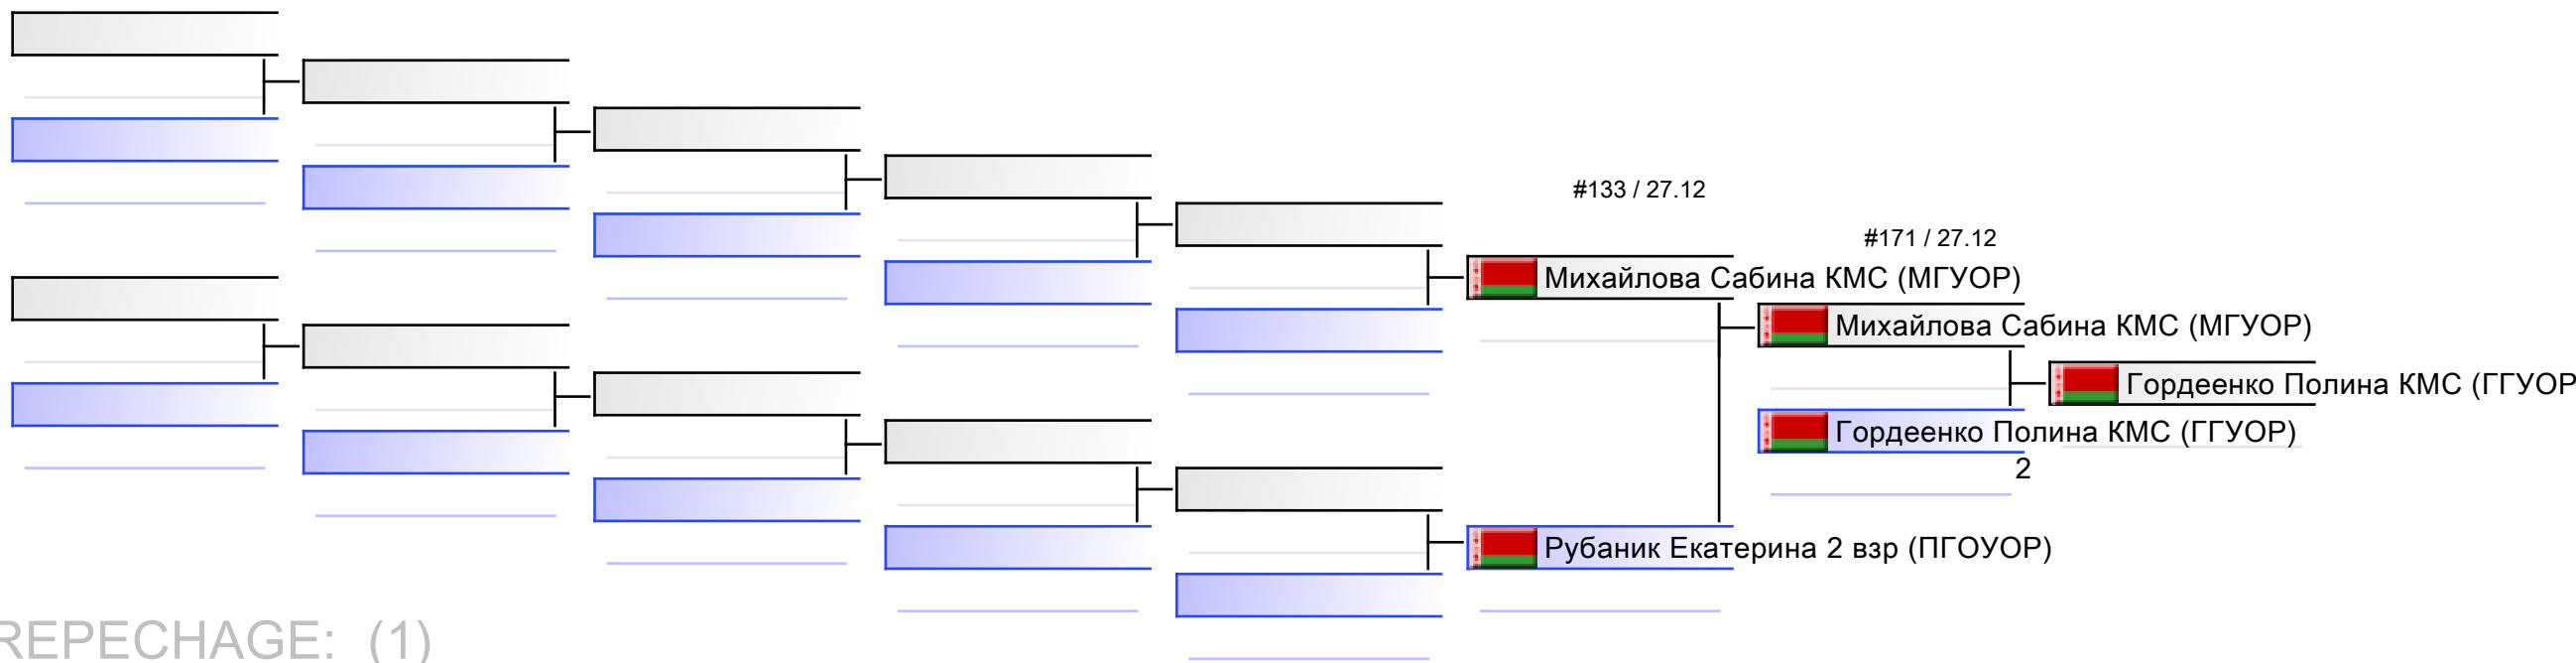 #133 / 27.12
#171 / 27.12
Михайлова Сабина КМС (МГУОР)
Михайлова Сабина КМС (МГУОР)
Гордеенко Полина КМС (ГГУОР
Гордеенко Полина КМС (ГГУОР)
2
Рубаник Екатерина 2 взр (ПГОУОР)
REPECHAGE: (1)